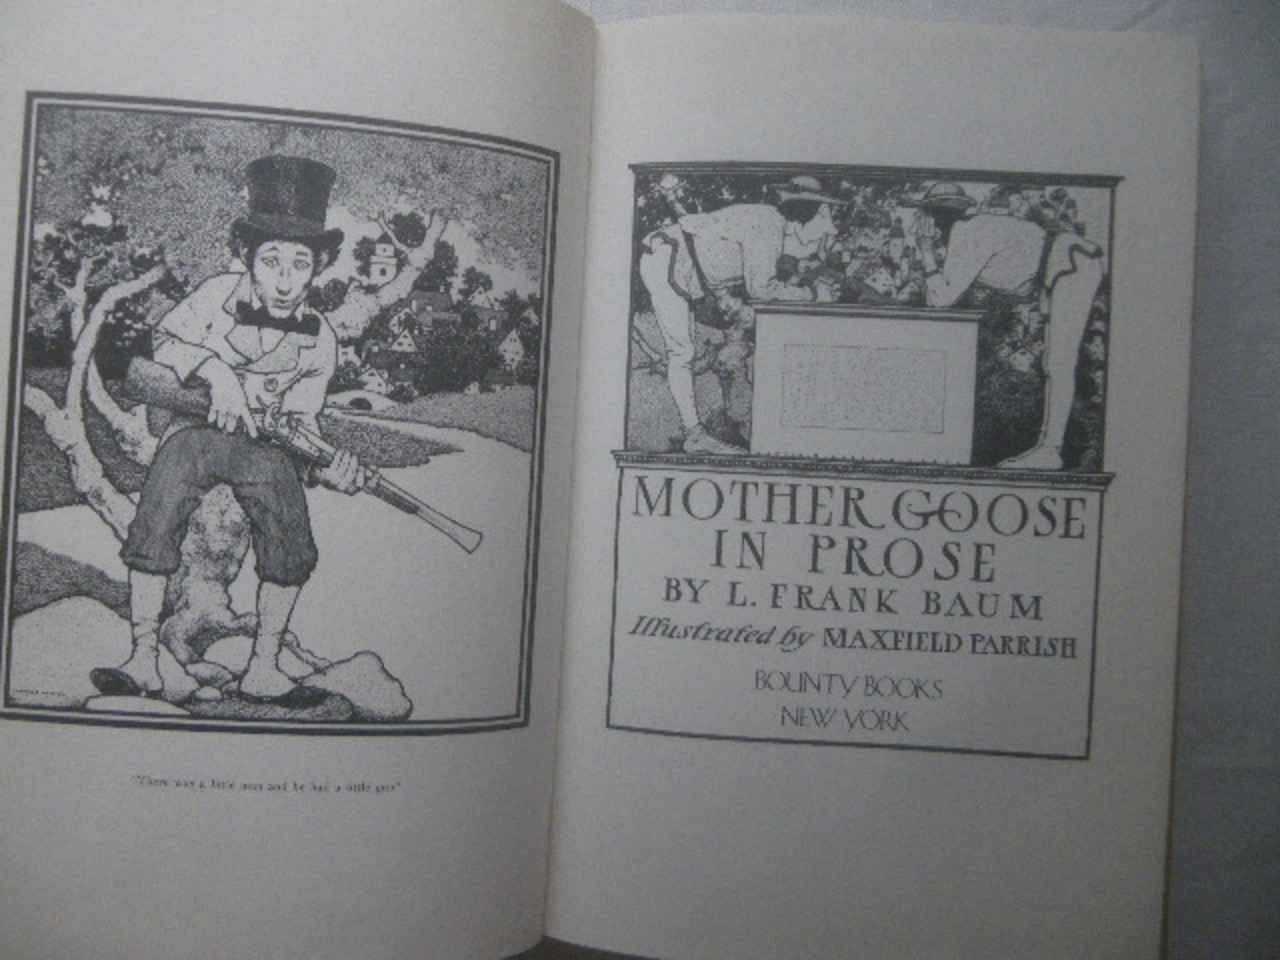 "There was a little man and he had a little gun"
MOTHER GOOSE
IN PROSE
BY L. FRANK BAUM
Illustrated by MAXFIELD PARRISH
BOUNTY BOOKS
NEW YORK